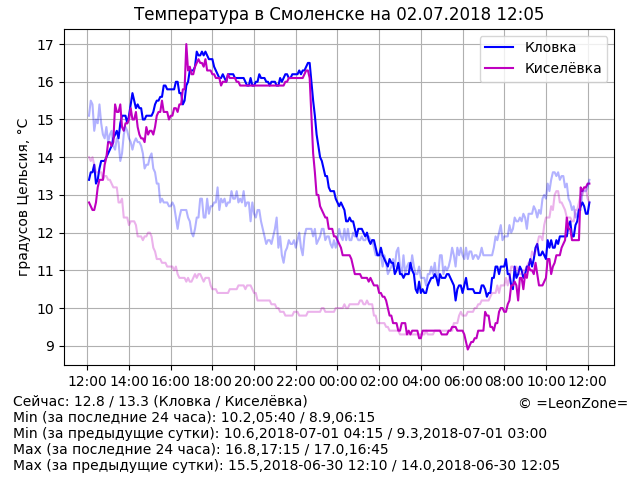 Температура в Смоленске на 02.07.2018 12:05
Кловка
Киселёвка
градусов Цельсия, °C
17
16
15
14
13
12
11
10
9
12:00 14:00 16:00 18:00 20:00 22:00 00:00 02:00 04:00 06:00 08:00 10:00 12:00
Сейчас: 12.8 / 13.3 (Кловка / Киселёвка)
© =LeonZone=
Min (за последние 24 часа): 10.2,05:40 / 8.9,06:15
Min (за предыдущие сутки): 10.6,2018-07-01 04:15 / 9.3,2018-07-01 03:00
Max (за последние 24 часа): 16.8,17:15 / 17.0,16:45
Max (за предыдущие сутки): 15.5,2018-06-30 12:10 / 14.0,2018-06-30 12:05